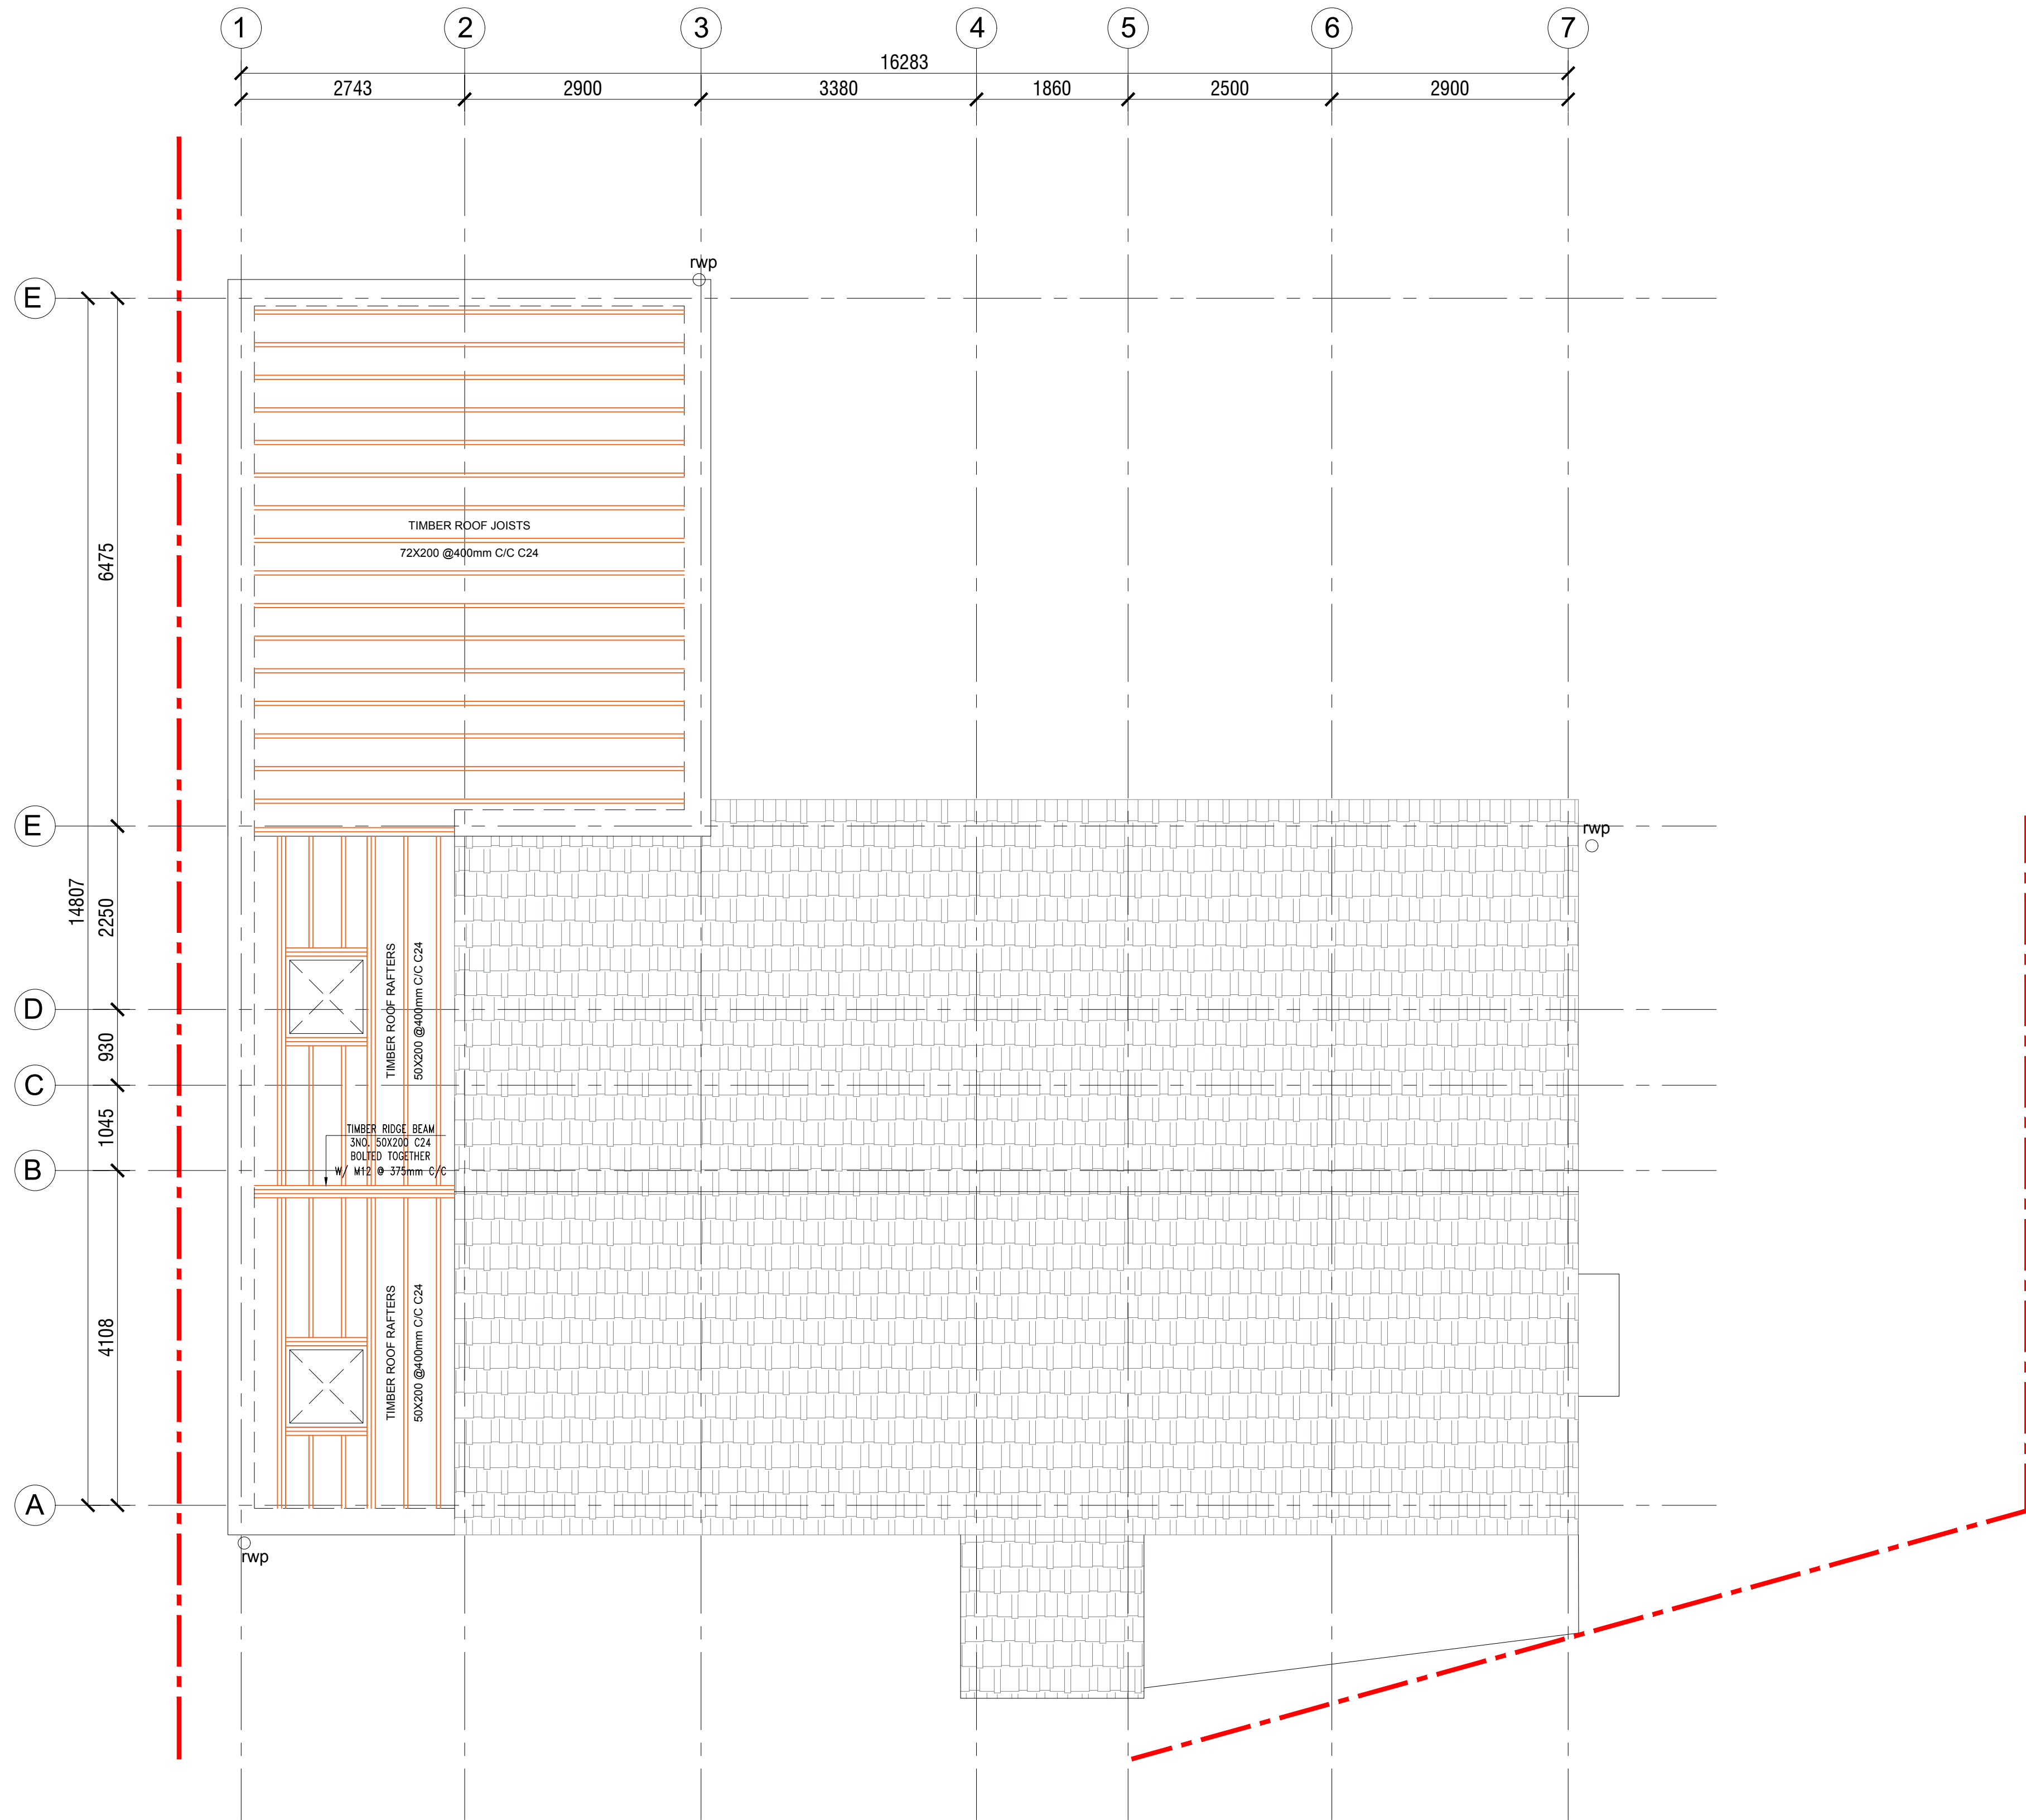 1 2 3 4 5 6 7
16283
2743 2900 3380 1860 2500 2900
rwp
E
TIMBER ROOF JOISTS
72X200 @400mm C/C C24
6475
E
rwp
14807
2250
TIMBER ROOF RAFTERS
50X200 @400mm C/C C24
D
930
C
1045
TIMBER RIDGE BEAM
3NO. 50X200 C24
BOLTED TOGETHER
W/ M12 @ 375mm C/C
B
4108
TIMBER ROOF RAFTERS
50X200 @400mm C/C C24
A
rwp